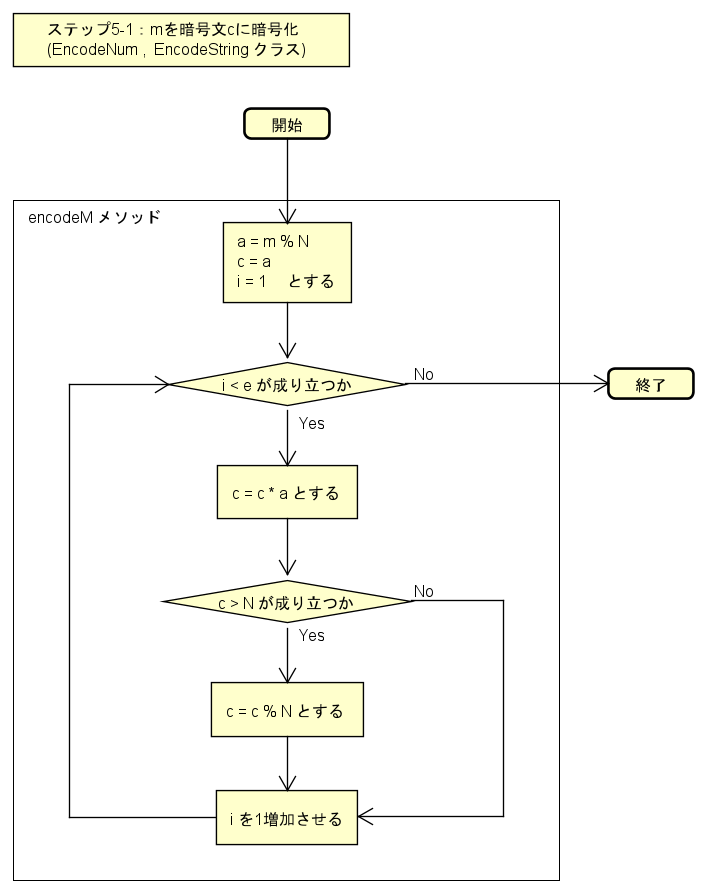 ステップ5-1：mを暗号文cに暗号化
(EncodeNum , EncodeString クラス)
開始
encodeM メソッド
a = m % N
c = a
i = 1 とする
i < e が成り立つか
No
終了
Yes
c = c * a とする
c > N が成り立つか
No
Yes
c = c % N とする
i を1増加させる